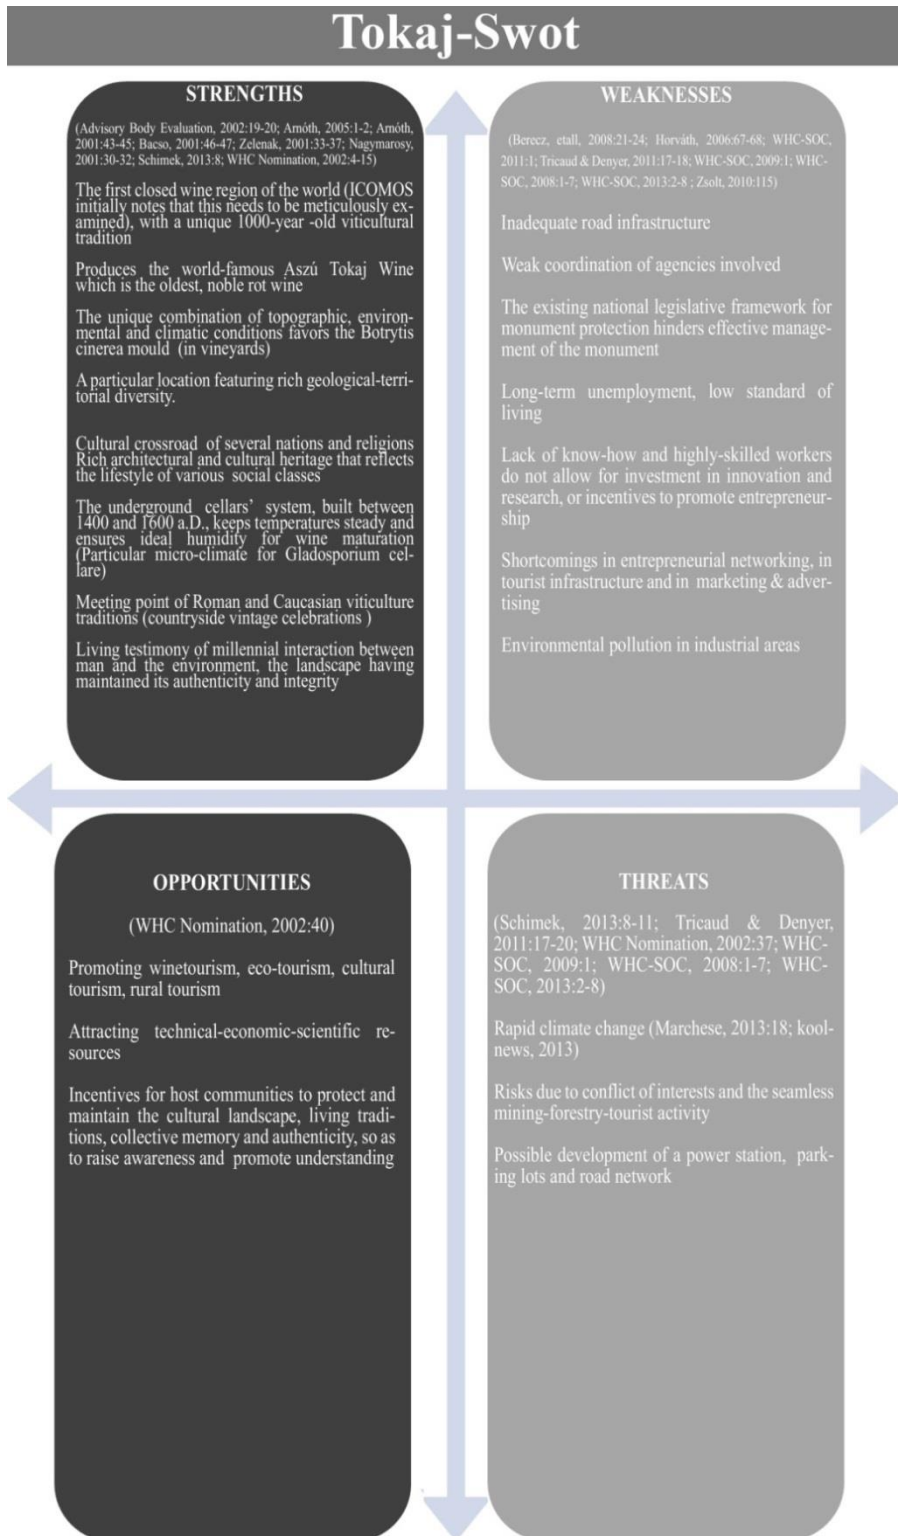 Tokaj-Swot
STRENGTHS
(Advisory Body Evaluation, 2002:19-20; Arnóth, 2005:1-2; Arnóth,
2001:43-45; Bacso, 2001:46-47; Zelenak, 2001:33-37; Nagymarosy,
2001:30-32; Schimek, 2013:8; WHC Nomination, 2002:4-15)
The first closed wine region of the world (ICOMOS
initially notes that this needs to be meticulously ex-
amined), with a unique 1000-year -old viticultural
tradition
Produces the world-famous Aszú Tokaj Wine
which is the oldest, noble rot wine
The unique combination of topographic, environ-
mental and climatic conditions favors the Botrytis
cinerea mould (in vineyards)
A particular location featuring rich geological-terri-
torial diversity.
Cultural crossroad of several nations and religions
Rich architectural and cultural heritage that reflects
the lifestyle of various social classes
The underground cellars' system, built between
1400 and 1600 a.D., keeps temperatures steady and
ensures ideal humidity for wine maturation
(Particular micro-climate for Gladosporium cel-
lare)
Meeting point of Roman and Caucasian viticulture
traditions (countryside vintage celebrations )
Living testimony of millennial interaction between
man and the environment, the landscape having
maintained its authenticity and integrity
WEAKNESSES
(Berecz, etall, 2008:21-24; Horváth, 2006:67-68; WHC-SOC,
2011:1; Tricaud & Denyer, 2011:17-18; WHC-SOC, 2009:1; WHC-
SOC, 2008:1-7; WHC-SOC, 2013:2-8 ; Zsolt, 2010:115)
Inadequate road infrastructure
Weak coordination of agencies involved
The existing national legislative framework for
monument protection hinders effective manage-
ment of the monument
Long-term unemployment, low standard of
living
Lack of know-how and highly-skilled workers
do not allow for investment in innovation and
research, or incentives to promote entrepreneur-
ship
Shortcomings in entrepreneurial networking, in
tourist infrastructure and in marketing & adver-
tising
Environmental pollution in industrial areas
OPPORTUNITIES
(WHC Nomination, 2002:40)
Promoting winetourism, eco-tourism, cultural
tourism, rural tourism
Attracting technical-economic-scientific re-
sources
Incentives for host communities to protect and
maintain the cultural landscape, living tradi-
tions, collective memory and authenticity, so as
to raise awareness and promote understanding
THREATS
(Schimek, 2013:8-11; Tricaud & Denyer,
2011:17-20; WHC Nomination, 2002:37; WHC-
SOC, 2009:1; WHC-SOC, 2008:1-7; WHC-
SOC, 2013:2-8)
Rapid climate change (Marchese, 2013:18; kool-
news, 2013)
Risks due to conflict of interests and the seamless
mining-forestry-tourist activity
Possible development of a power station, park-
ing lots and road network